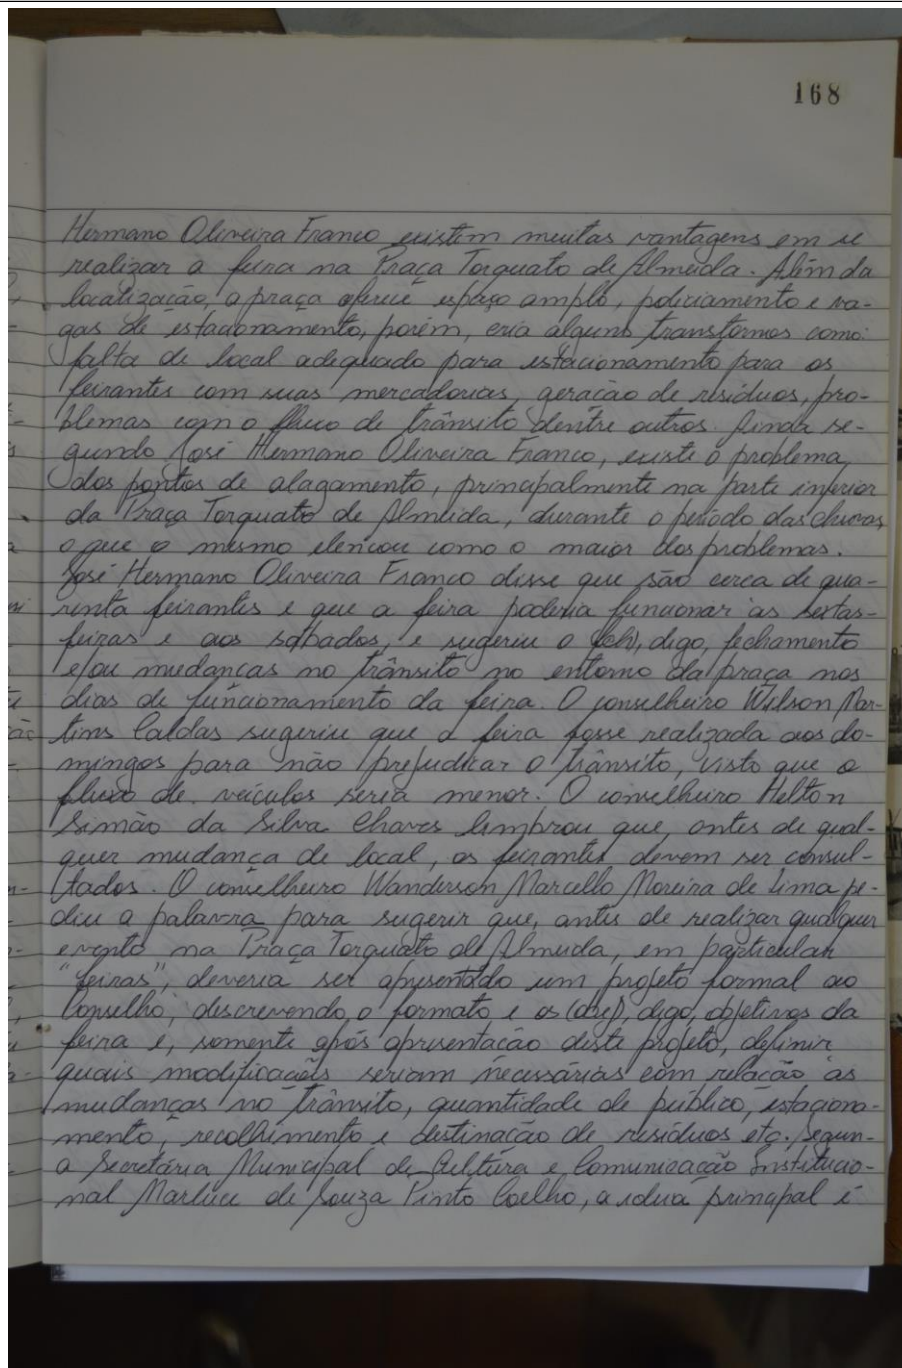 168
Hermano Oliveira Franco existem muitas vantagens em se
realizar a feira na Praça Torquato de Almeida. Além da
localização, a praça oferece espaço amplo, policiamento e va-
gas de estacionamento, porém, cria alguns transtornos como:
falta de local adequado para estacionamento para os
feirantes com suas mercadorias, geração de resíduos, pro-
blemas com o fluxo de trânsito dentre outros. Ainda se-
gundo José Hermano Oliveira Franco, existe o problema
dos pontos de alagamento, principalmente na parte inferior
da Praça Torquato de Almeida, durante o período das chuvas,
o que o mesmo elencou como o maior dos problemas.
José Hermano Oliveira Franco disse que são cerca de qua-
renta feirantes e que a feira poderia funcionar às sextas-
feiras e aos sábados, e sugeriu o (ch), digo, fechamento
e/ou mudanças no trânsito no entorno da praça nos
dias de funcionamento da feira. O conselheiro Wilson Mar-
tins Caldas sugeriu que a feira fosse realizada aos do-
mingos para não prejudicar o trânsito, visto que o
fluxo de veículos seria menor. O conselheiro Helton
Simão da Silva Chaves lembrou que, antes de qual-
quer mudança de local, os feirantes devem ser consul-
tados. O conselheiro Wanderson Marcello Moreira de Lima pe-
diu a palavra para sugerir que, antes de realizar qualquer
evento na Praça Torquato de Almeida, em particular
"feiras", deveria ser apresentado um projeto formal ao
Conselho, descrevendo o formato e os digo, objetivos da
feira e, somente após apresentação deste projeto, definir
quais modificações seriam necessárias com relação às
mudanças no trânsito, quantidade de público, estaciona-
mento, recolhimento e destinação de resíduos etc. Segun-
a Secretária Municipal de Cultura e Comunicação Institucio-
nal Marluce de Souza Pinto Coelho, a ideia principal é